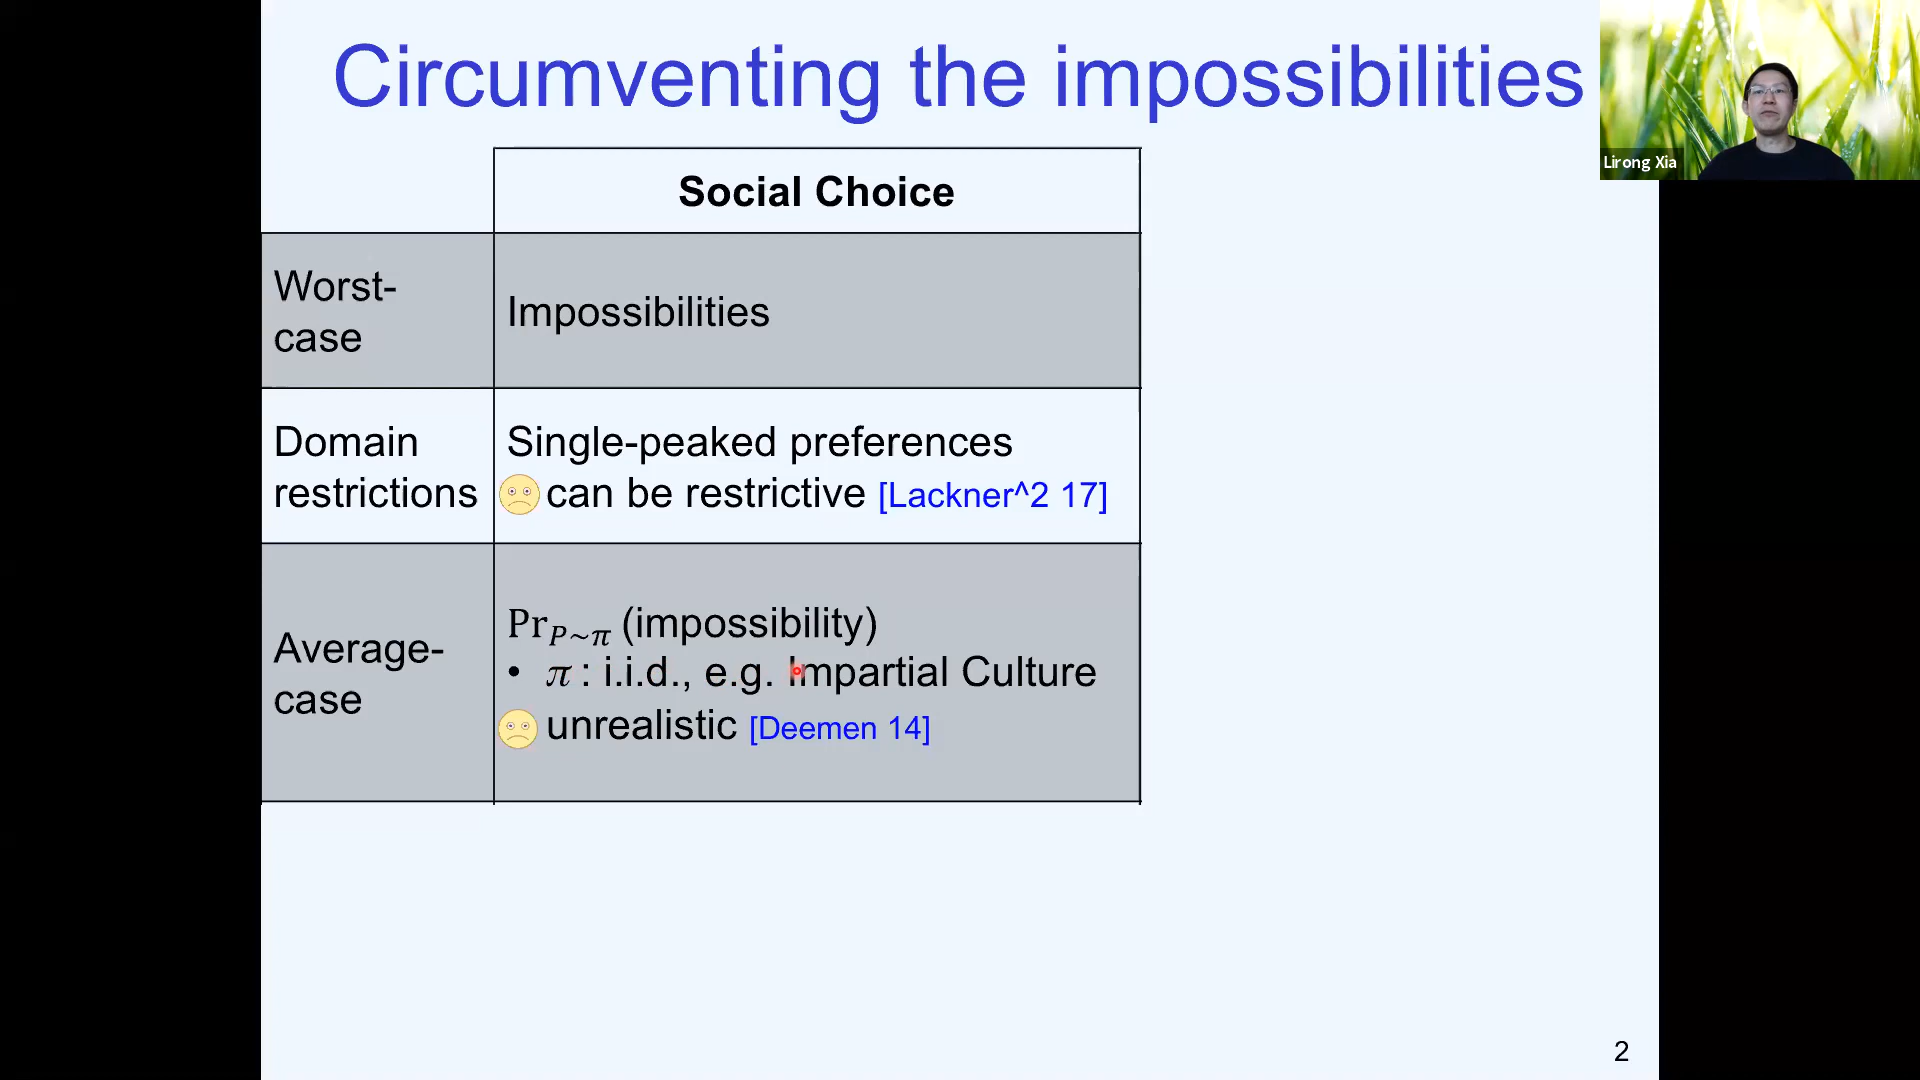 Circumventing the impossibilities
Lirong Xia
Social Choice
Worst-
case
Impossibilities
Domain
restrictions
Single-peaked preferences
can be restrictive [Lackner^2 17]
Average-
case
Pr_{P~π} (impossibility)
• π : i.i.d., e.g. Impartial Culture
unrealistic [Deemen 14]
2